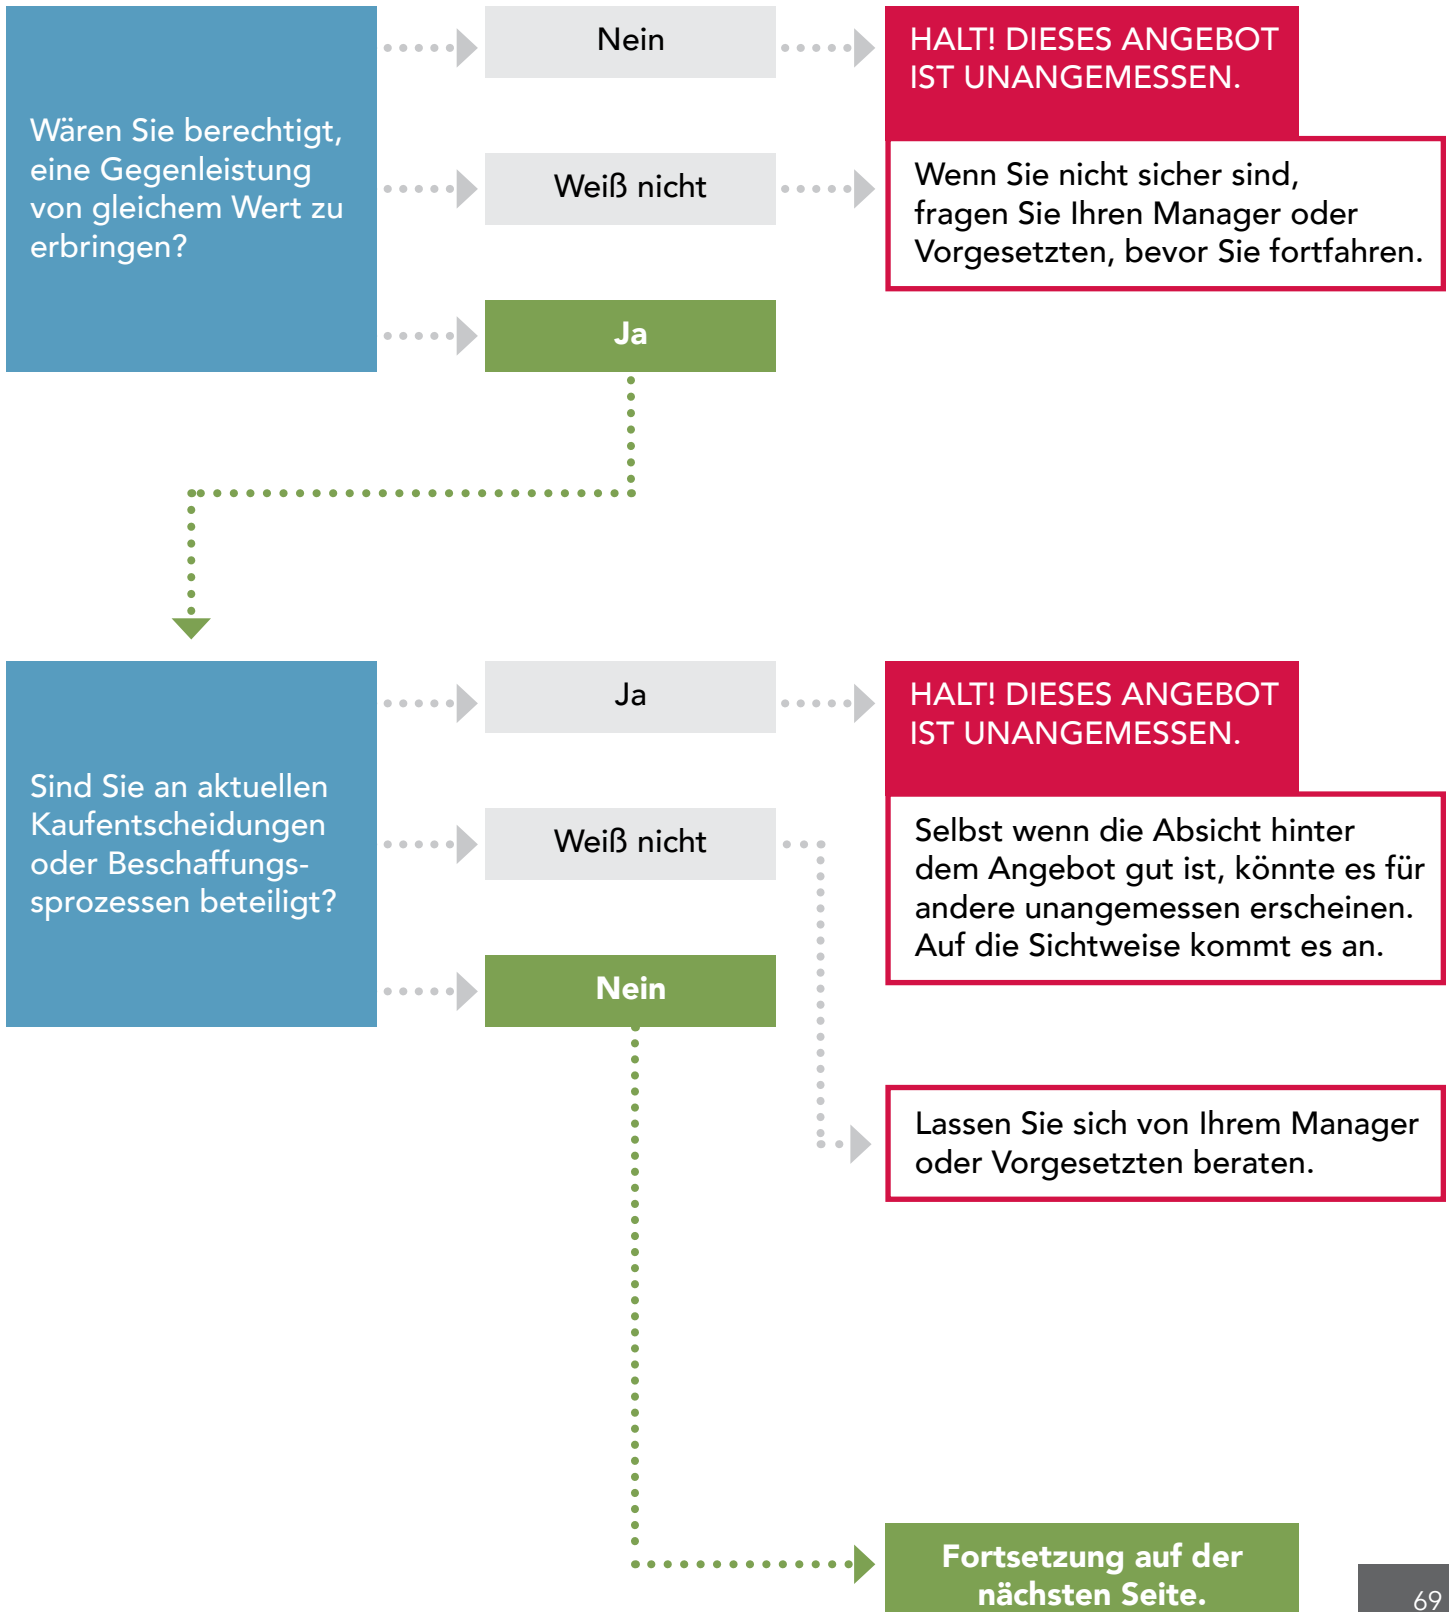 Wären Sie berechtigt,
eine Gegenleistung
von gleichem Wert zu
erbringen?
Nein
HALT! DIESES ANGEBOT
IST UNANGEMESSEN.
Weiß nicht
Wenn Sie nicht sicher sind,
fragen Sie Ihren Manager oder
Vorgesetzten, bevor Sie fortfahren.
Ja
Sind Sie an aktuellen
Kaufentscheidungen
oder Beschaffungs-
sprozessen beteiligt?
Ja
HALT! DIESES ANGEBOT
IST UNANGEMESSEN.
Selbst wenn die Absicht hinter
dem Angebot gut ist, könnte es für
andere unangemessen erscheinen.
Auf die Sichtweise kommt es an.
Weiß nicht
Lassen Sie sich von Ihrem Manager
oder Vorgesetzten beraten.
Nein
Fortsetzung auf der
nächsten Seite.
69